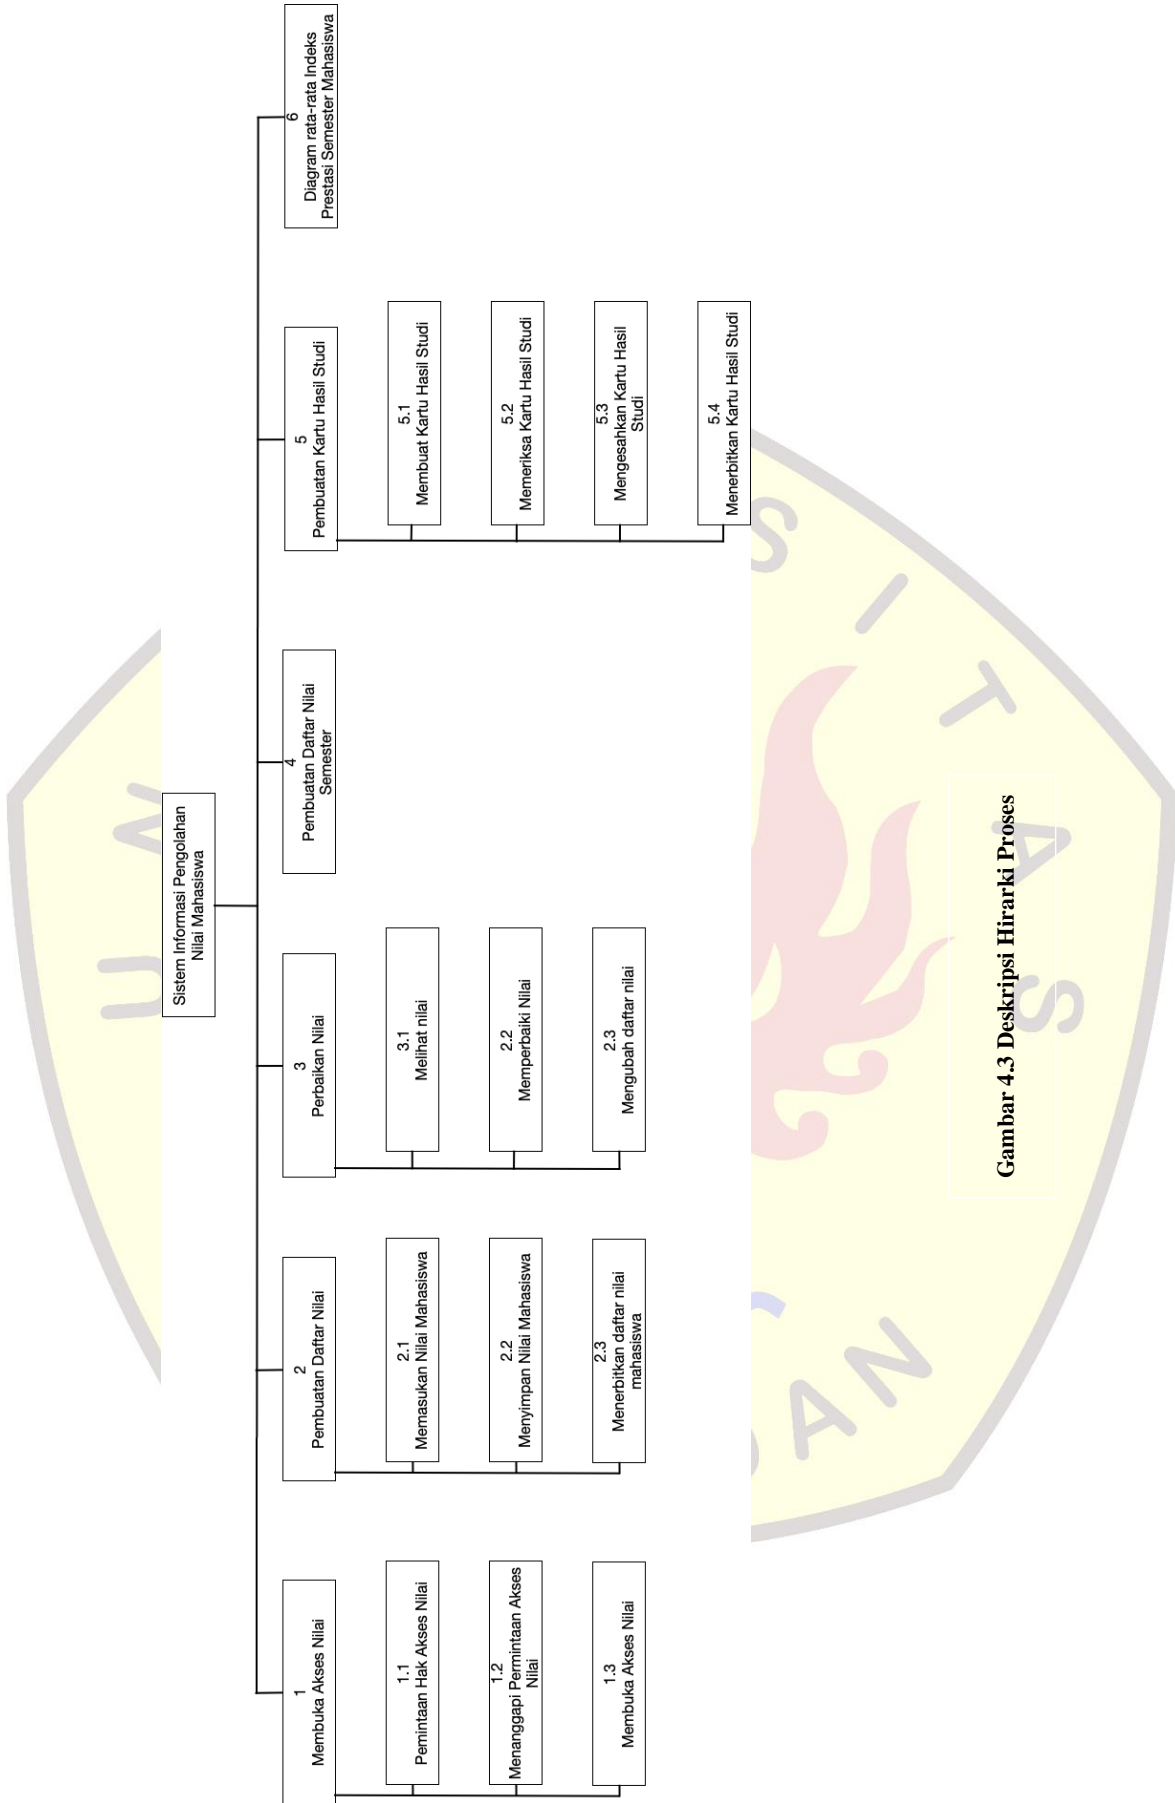 Sistem Informasi Pengolahan
Nilai Mahasiswa
1
Membuka Akses Nilai
1.1
Pemintaan Hak Akses Nilai
1.2
Menanggapi Permintaan Akses
Nilai
1.3
Membuka Akses Nilai
2
Pembuatan Daftar Nilai
2.1
Memasukan Nilai Mahasiswa
2.2
Menyimpan Nilai Mahasiswa
2.3
Menerbitkan daftar nilai
mahasiswa
3
Perbaikan Nilai
3.1
Melihat nilai
2.2
Memperbaiki Nilai
2.3
Mengubah daftar nilai
4
Pembuatan Daftar Nilai
Semester
5
Pembuatan Kartu Hasil Studi
5.1
Membuat Kartu Hasil Studi
5.2
Memeriksa Kartu Hasil Studi
5.3
Mengesahkan Kartu Hasil
Studi
5.4
Menerbitkan Kartu Hasil Studi
6
Diagram rata-rata Indeks
Prestasi Semester Mahasiswa
Gambar 4.3 Deskripsi Hirarki Proses